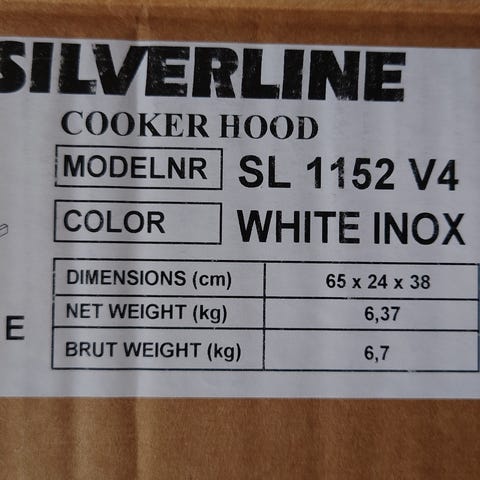 SILVERLINE
COOKER HOOD
MODELNR SL 1152 V4
COLOR WHITE INOX
DIMENSIONS (cm) 65 x 24 x 38
NET WEIGHT (kg) 6,37
E
BRUT WEIGHT (kg) 6,7